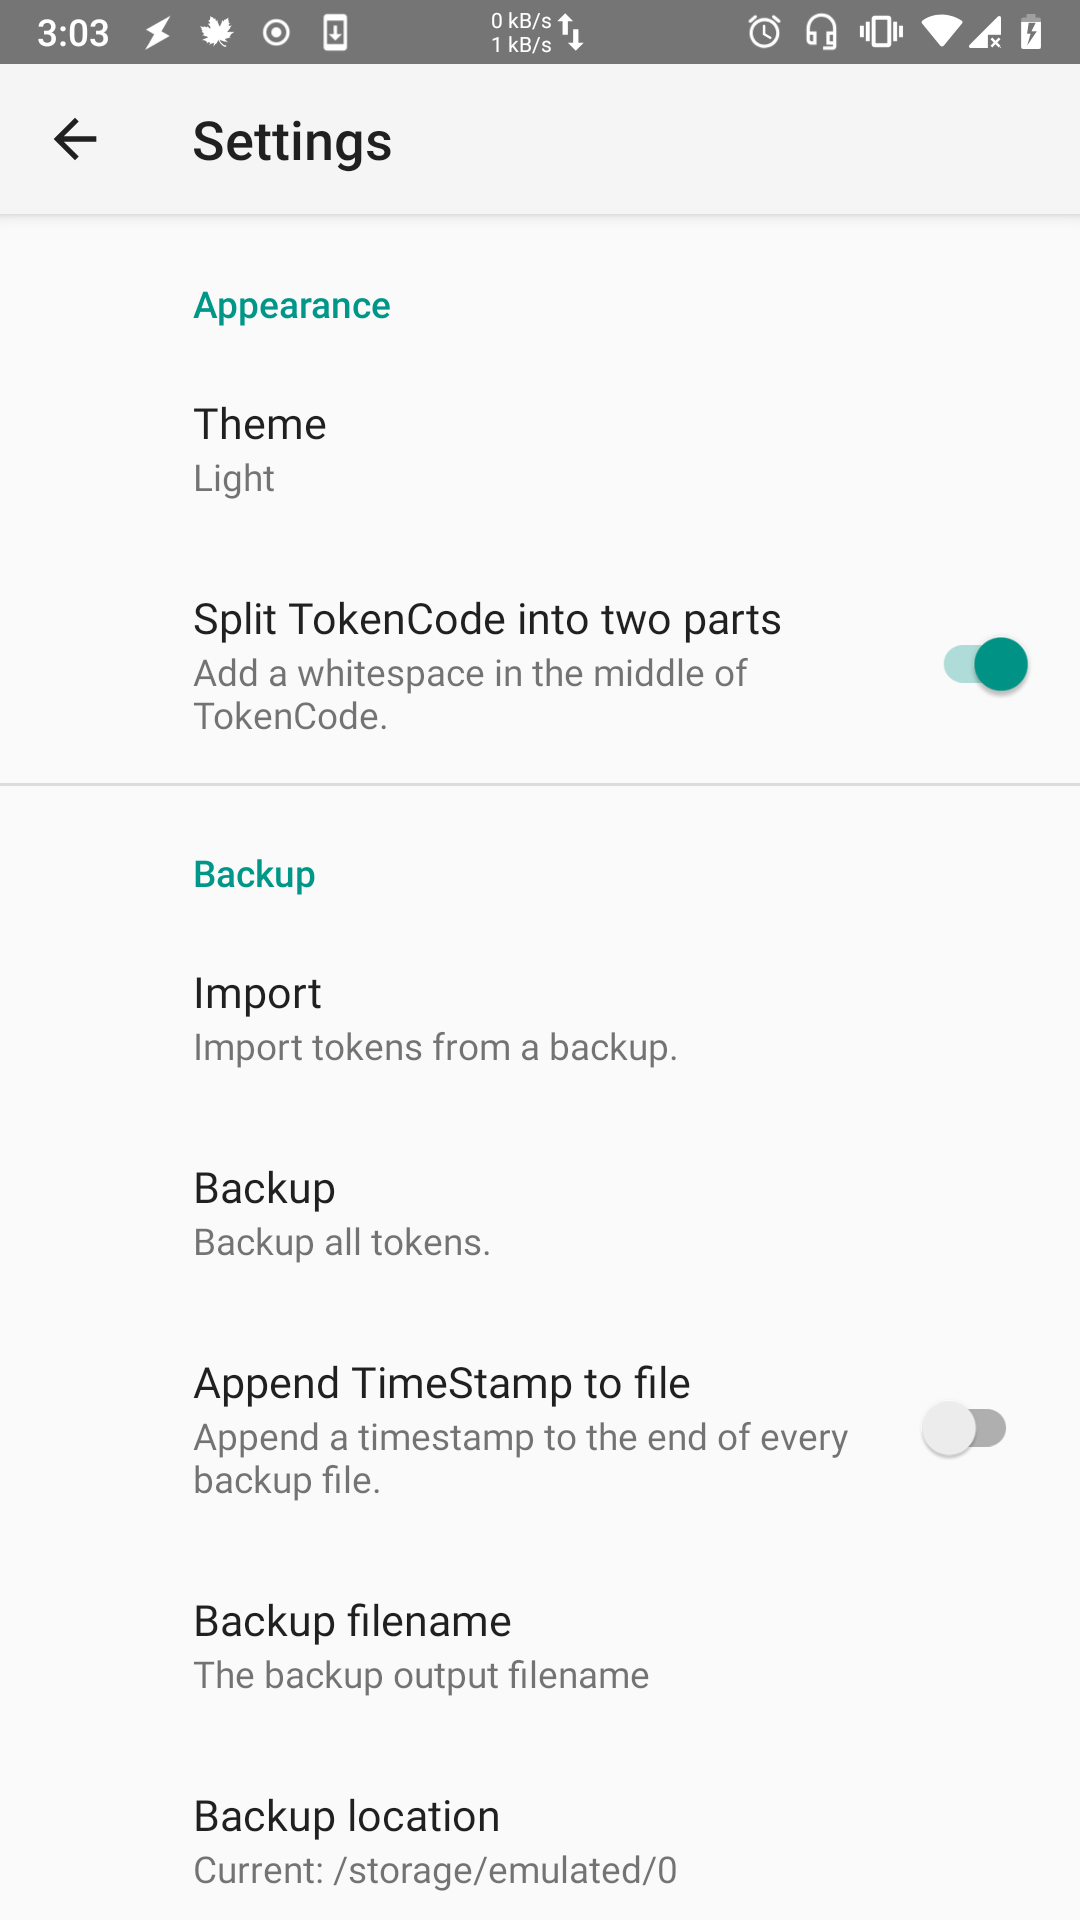 3:03
0 kB/s
1 kB/s
Settings
Appearance
Theme
Light
Split TokenCode into two parts
Add a whitespace in the middle of
TokenCode.
Backup
Import
Import tokens from a backup.
Backup
Backup all tokens.
Append TimeStamp to file
Append a timestamp to the end of every
backup file.
Backup filename
The backup output filename
Backup location
Current: /storage/emulated/0